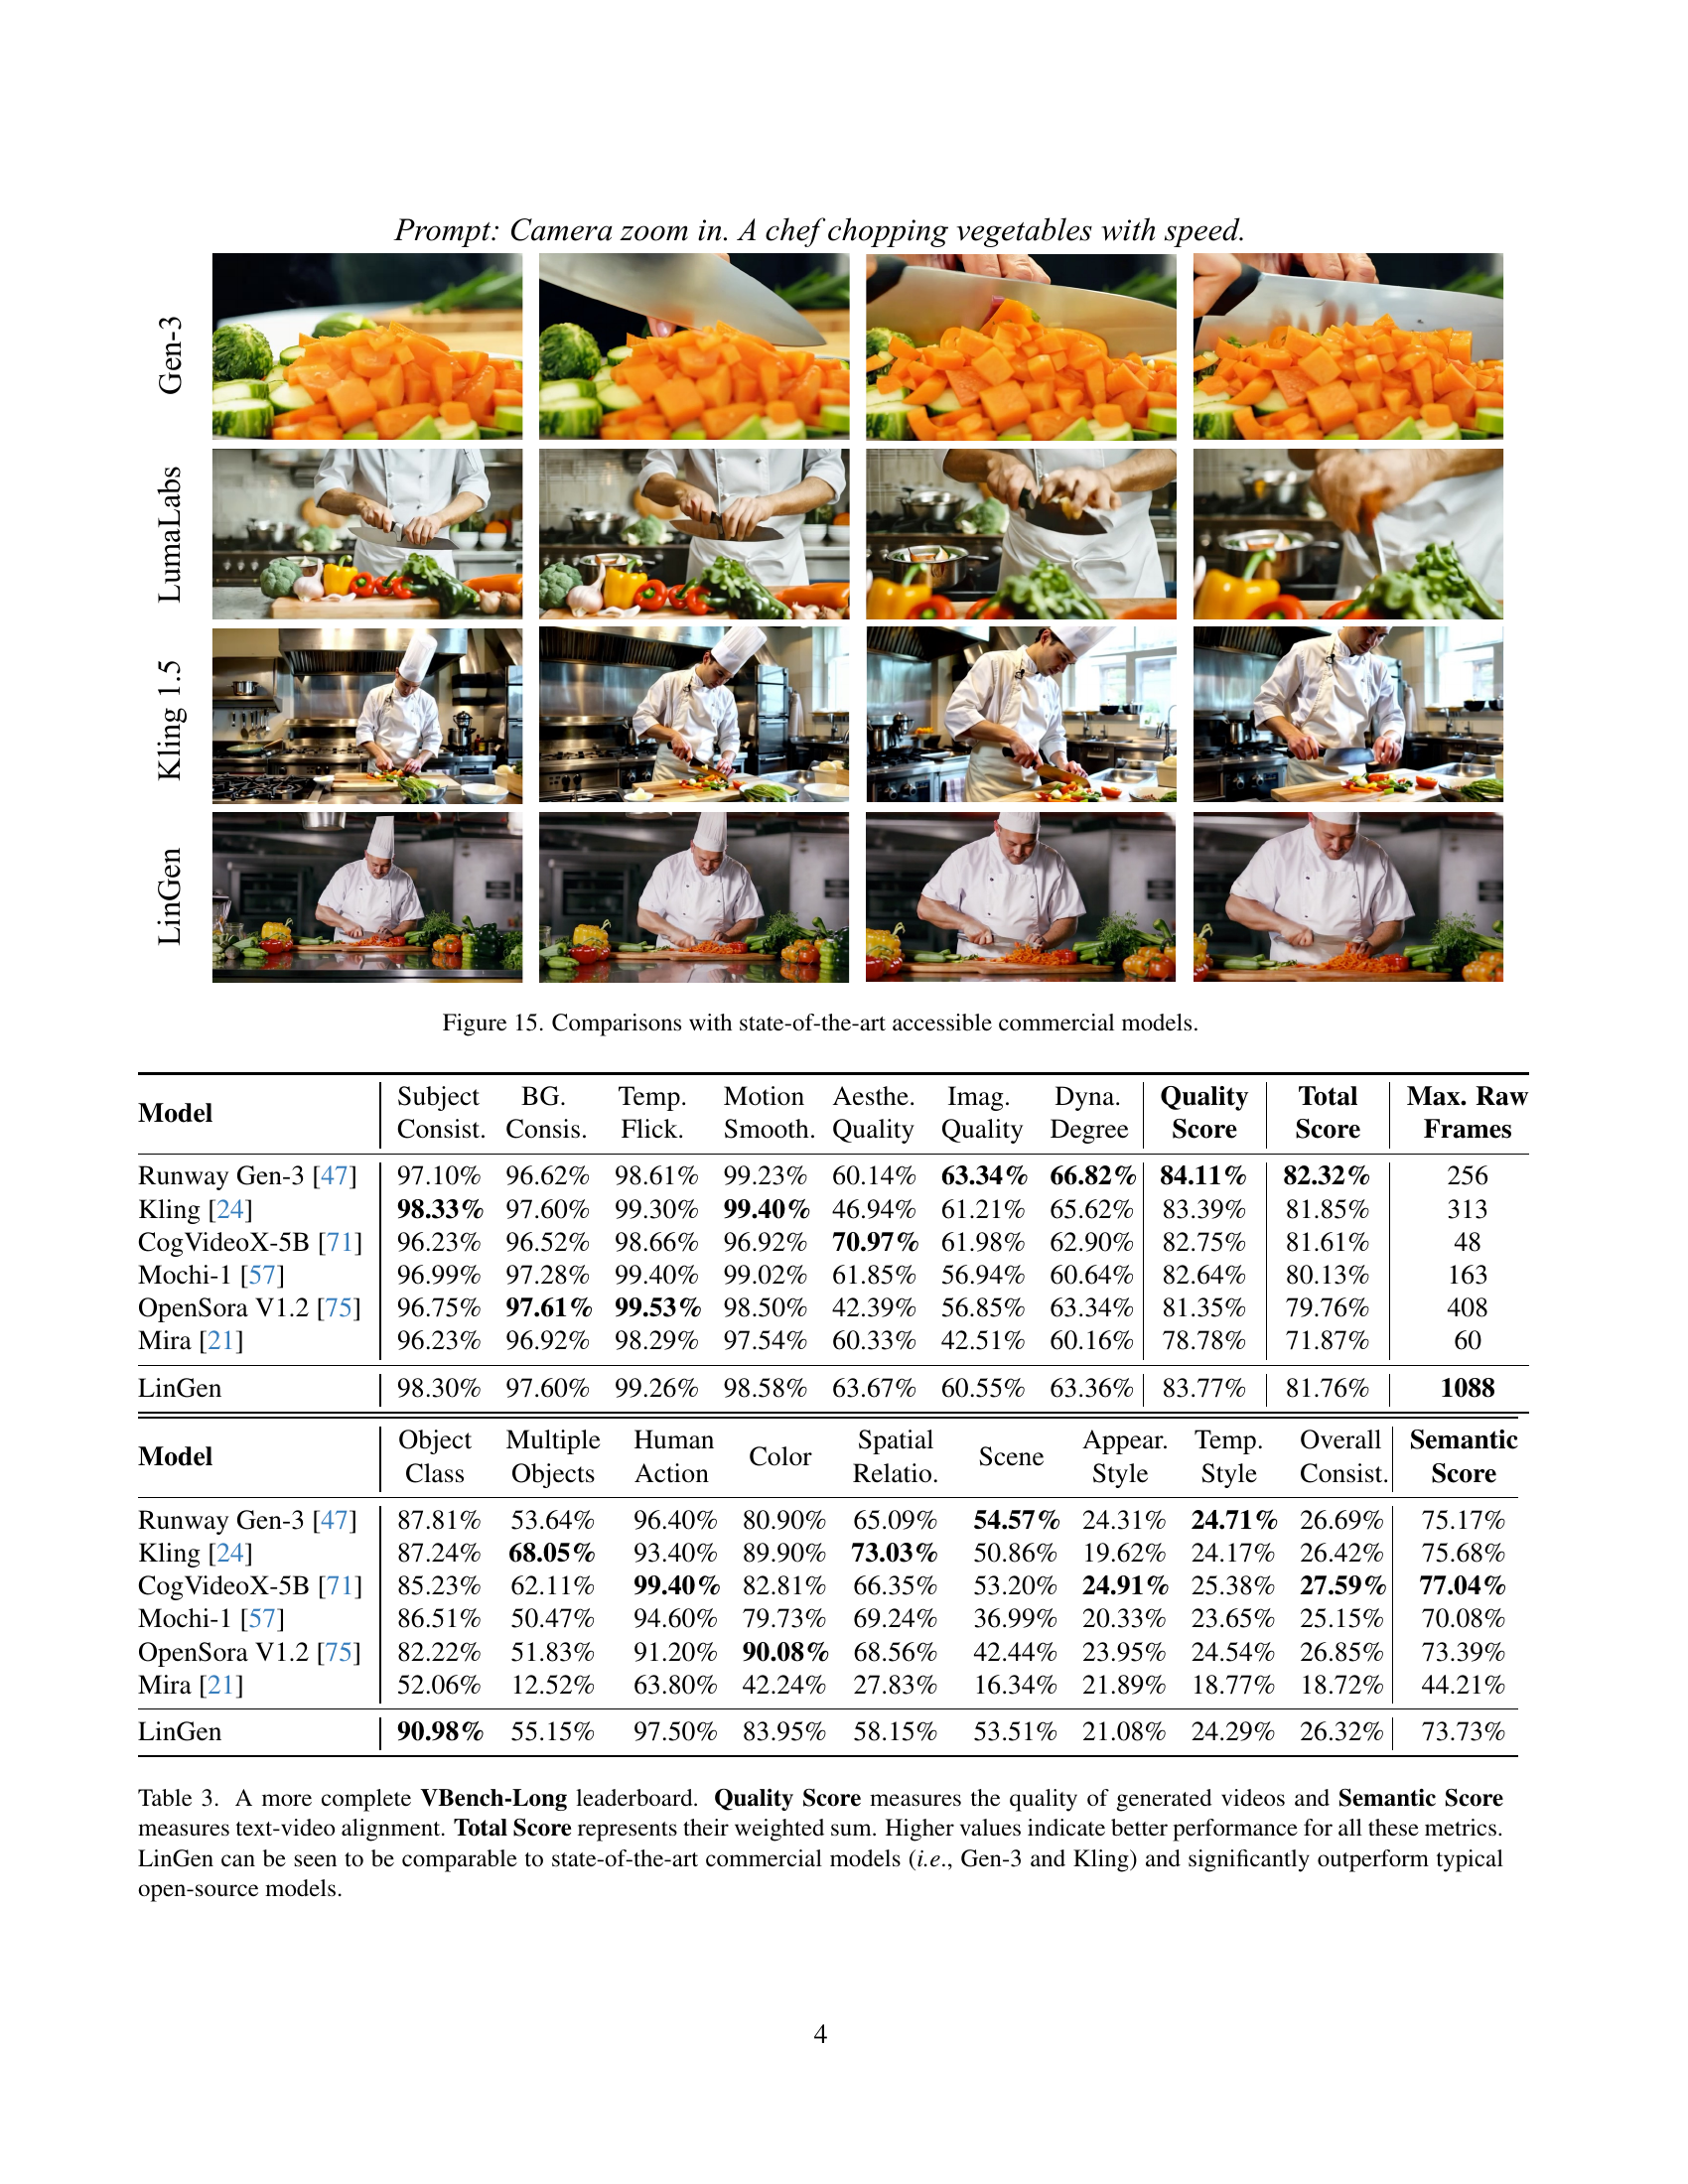 Prompt: Camera zoom in. A chef chopping vegetables with speed.
Gen-3
LumaLabs
Kling 1.5
LinGen
Figure 15. Comparisons with state-of-the-art accessible commercial models.
Model Subject Consist. BG. Consis. Temp. Flick. Motion Smooth. Aesthe. Quality Imag. Quality Dyna. Degree Quality Score Total Score Max. Raw Frames
Runway Gen-3 [47] 97.10% 96.62% 98.61% 99.23% 60.14% 63.34% 66.82% 84.11% 82.32% 256
Kling [24] 98.33% 97.60% 99.30% 99.40% 46.94% 61.21% 65.62% 83.39% 81.85% 313
CogVideoX-5B [71] 96.23% 96.52% 98.66% 96.92% 70.97% 61.98% 62.90% 82.75% 81.61% 48
Mochi-1 [57] 96.99% 97.28% 99.40% 99.02% 61.85% 56.94% 60.64% 82.64% 80.13% 163
OpenSora V1.2 [75] 96.75% 97.61% 99.53% 98.50% 42.39% 56.85% 63.34% 81.35% 79.76% 408
Mira [21] 96.23% 96.92% 98.29% 97.54% 60.33% 42.51% 60.16% 78.78% 71.87% 60
LinGen 98.30% 97.60% 99.26% 98.58% 63.67% 60.55% 63.36% 83.77% 81.76% 1088
Model Object Class Multiple Objects Human Action Color Spatial Relatio. Scene Appear. Style Temp. Style Overall Consist. Semantic Score
Runway Gen-3 [47] 87.81% 53.64% 96.40% 80.90% 65.09% 54.57% 24.31% 24.71% 26.69% 75.17%
Kling [24] 87.24% 68.05% 93.40% 89.90% 73.03% 50.86% 19.62% 24.17% 26.42% 75.68%
CogVideoX-5B [71] 85.23% 62.11% 99.40% 82.81% 66.35% 53.20% 24.91% 25.38% 27.59% 77.04%
Mochi-1 [57] 86.51% 50.47% 94.60% 79.73% 69.24% 36.99% 20.33% 23.65% 25.15% 70.08%
OpenSora V1.2 [75] 82.22% 51.83% 91.20% 90.08% 68.56% 42.44% 23.95% 24.54% 26.85% 73.39%
Mira [21] 52.06% 12.52% 63.80% 42.24% 27.83% 16.34% 21.89% 18.77% 18.72% 44.21%
LinGen 90.98% 55.15% 97.50% 83.95% 58.15% 53.51% 21.08% 24.29% 26.32% 73.73%
Table 3. A more complete VBench-Long leaderboard. Quality Score measures the quality of generated videos and Semantic Score
measures text-video alignment. Total Score represents their weighted sum. Higher values indicate better performance for all these metrics.
LinGen can be seen to be comparable to state-of-the-art commercial models (i.e., Gen-3 and Kling) and significantly outperform typical
open-source models.
4